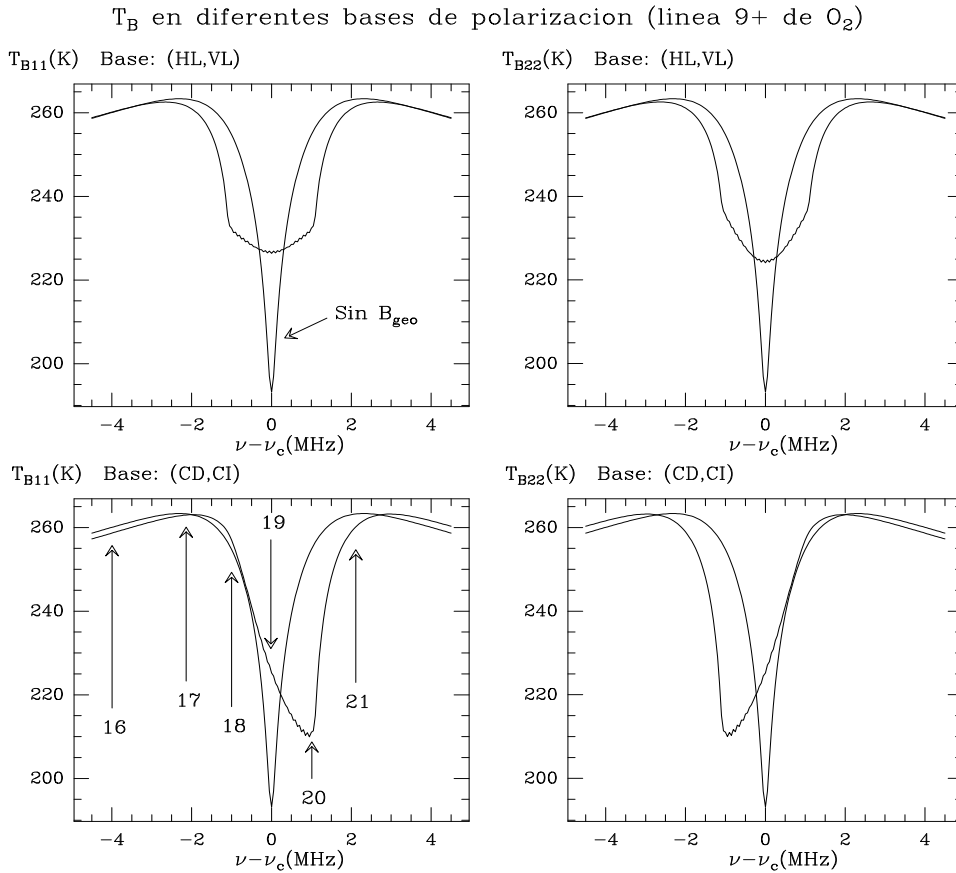 T_B en diferentes bases de polarizacion (linea 9+ de O_2)
T_B11(K) Base: (HL,VL)
T_B22(K) Base: (HL,VL)
260
240
220
200
Sin B_geo
−4 −2 0 2 4
ν−ν_c(MHz)
260
240
220
200
−4 −2 0 2 4
ν−ν_c(MHz)
T_B11(K) Base: (CD,CI)
T_B22(K) Base: (CD,CI)
260
240
220
200
19
16
17
18
21
20
−4 −2 0 2 4
ν−ν_c(MHz)
260
240
220
200
−4 −2 0 2 4
ν−ν_c(MHz)